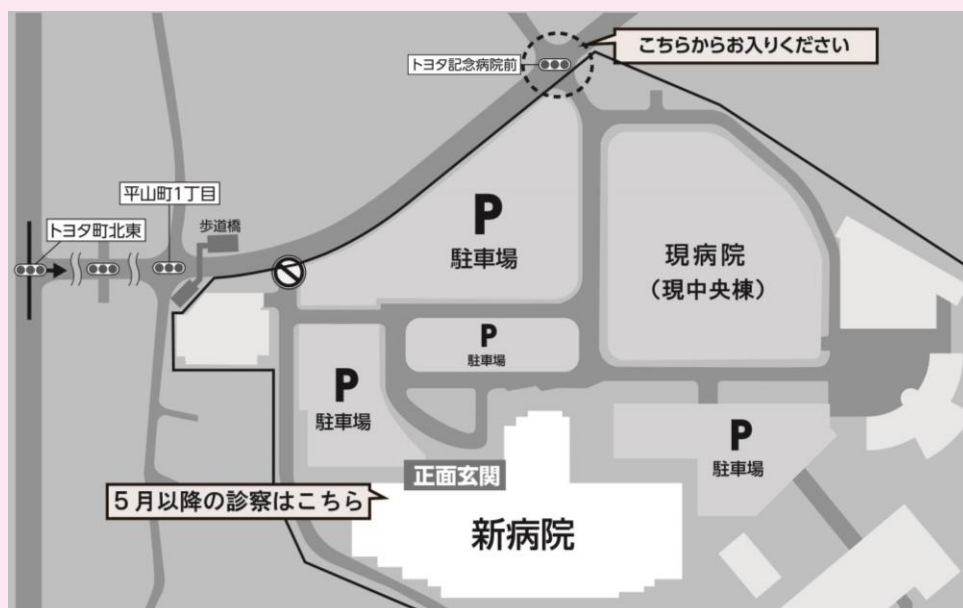 こちらからお入りください
トヨタ記念病院前
平山町1丁目
トヨタ町北東
歩道橋
P
駐車場
現病院
(現中央棟)
P
駐車場
P
駐車場
P
駐車場
正面玄関
5月以降の診察はこちら
新病院